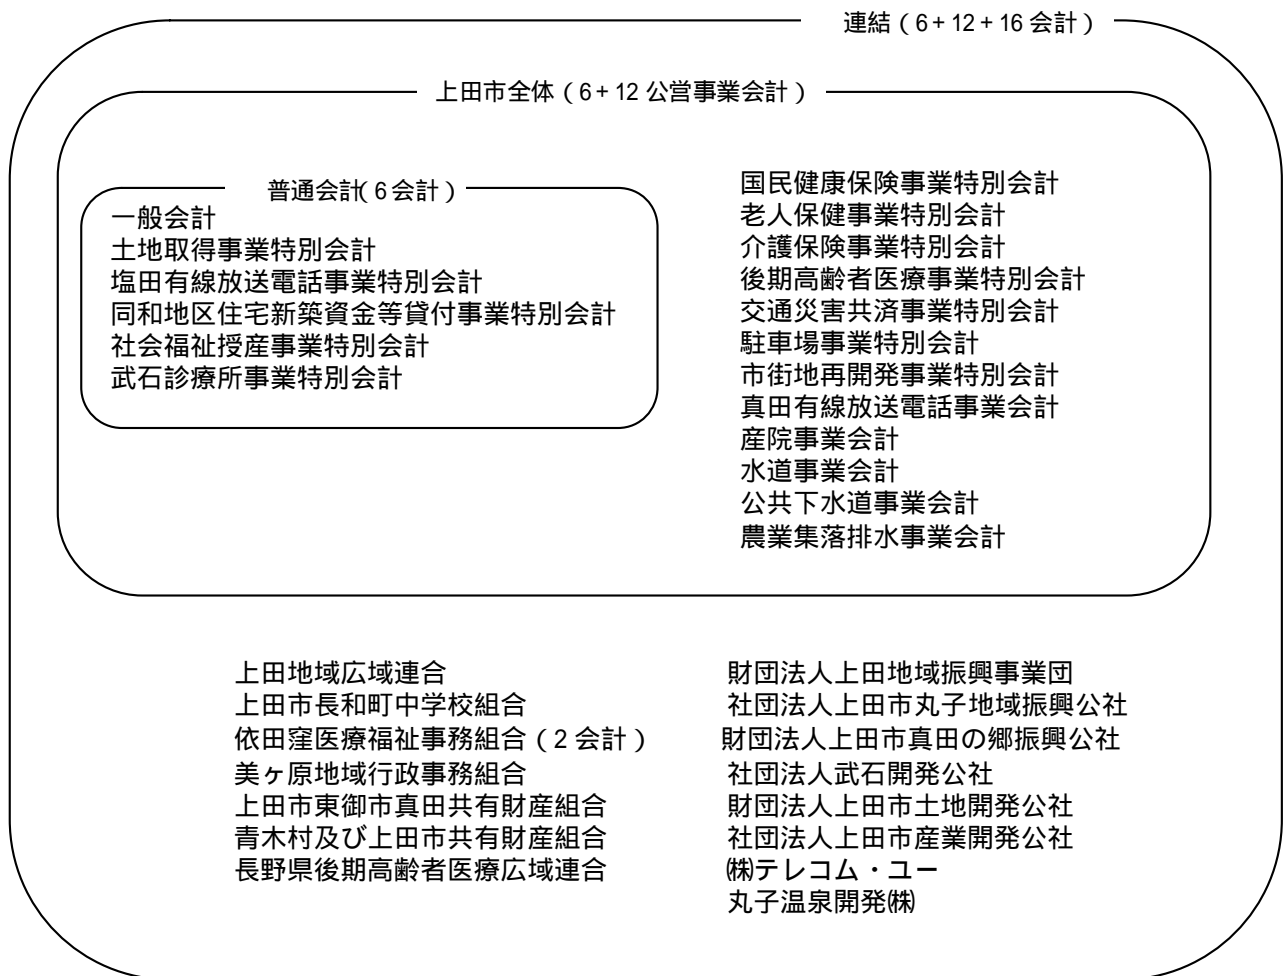 連結（6+12+16会計）
上田市全体（6+12公営事業会計）
普通会計（6会計）
一般会計
土地取得事業特別会計
塩田有線放送電話事業特別会計
同和地区住宅新築資金等貸付事業特別会計
社会福祉授産事業特別会計
武石診療所事業特別会計
国民健康保険事業特別会計
老人保健事業特別会計
介護保険事業特別会計
後期高齢者医療事業特別会計
交通災害共済事業特別会計
駐車場事業特別会計
市街地再開発事業特別会計
真田有線放送電話事業会計
産院事業会計
水道事業会計
公共下水道事業会計
農業集落排水事業会計
上田地域広域連合
上田市長和町中学校組合
依田窪医療福祉事務組合（2会計）
美ヶ原地域行政事務組合
上田市東御市真田共有財産組合
青木村及び上田市共有財産組合
長野県後期高齢者医療広域連合
財団法人上田地域振興事業団
社団法人上田市丸子地域振興公社
財団法人上田市真田の郷振興公社
社団法人武石開発公社
財団法人上田市土地開発公社
社団法人上田市産業開発公社
㈱テレコム・ユー
丸子温泉開発㈱